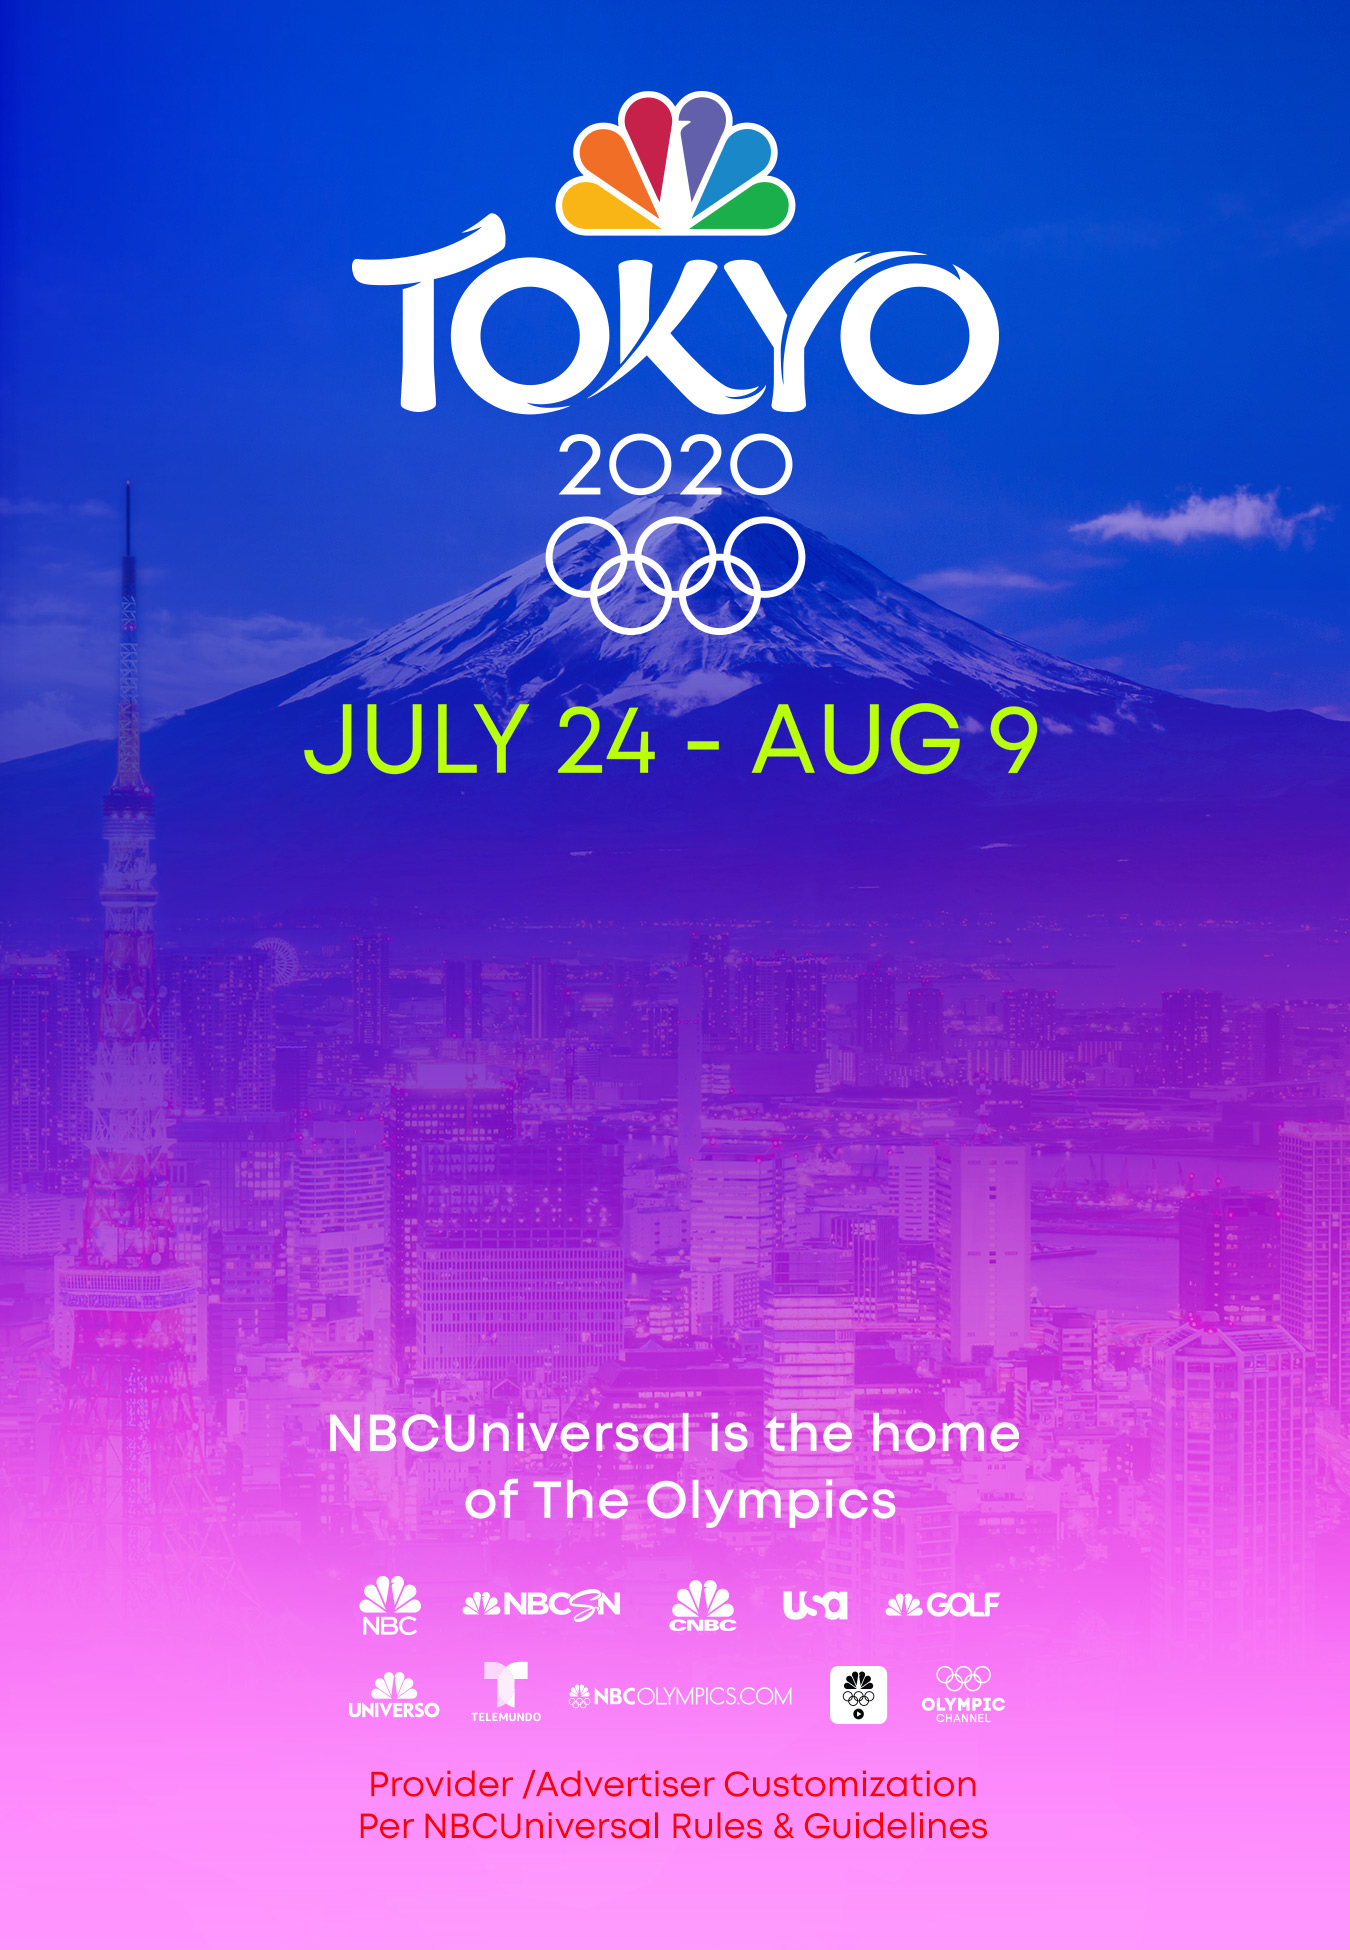 TOKYO
2020
JULY 24 - AUG 9
NBCUniversal is the home
of The Olympics
NBC NBCSN CNBC USA GOLF
UNIVERSO TELEMUNDO NBCOLYMPICS.COM OLYMPIC
CHANNEL
Provider /Advertiser Customization
Per NBCUniversal Rules & Guidelines